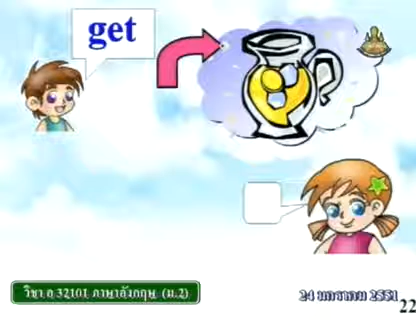 get
วิชา อ 32101 ภาษาอังกฤษ (ม.2)
24 มกราคม 2551
22